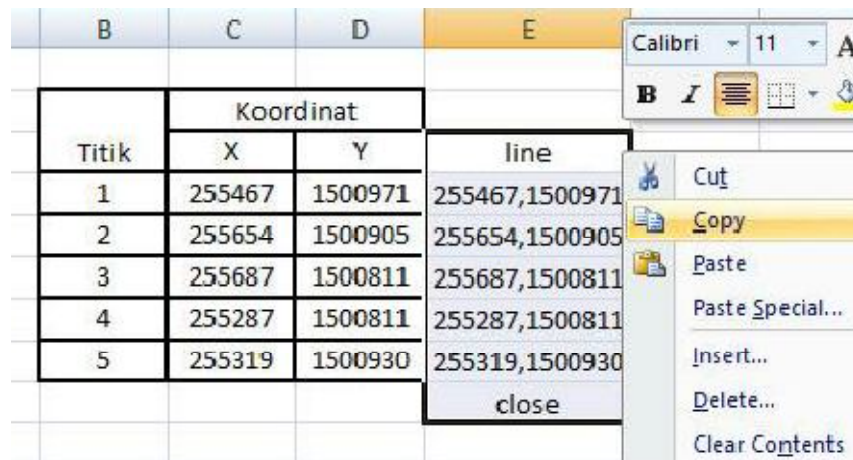 B C D E
Calibri 11 A
B I
Koordinat
Titik X Y line
1 255467 1500971 255467,1500971
2 255654 1500905 255654,1500905
3 255687 1500811 255687,1500811
4 255287 1500811 255287,1500811
5 255319 1500930 255319,1500930
close
Cut
Copy
Paste
Paste Special...
Insert...
Delete...
Clear Contents